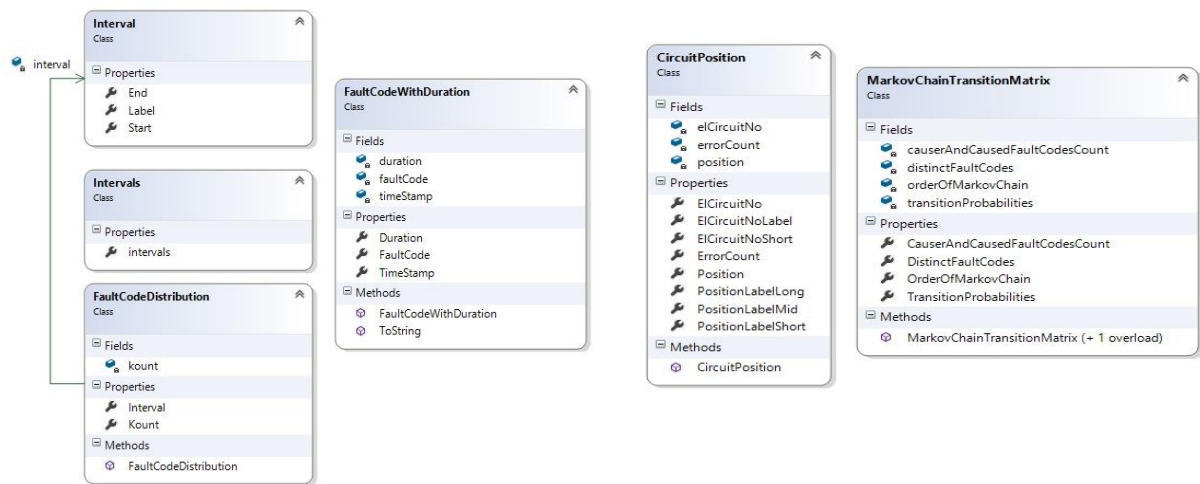 Interval
Class
Properties
End
Label
Start
interval
Intervals
Class
Properties
intervals
FaultCodeDistribution
Class
Fields
kount
Properties
Interval
Kount
Methods
FaultCodeDistribution
FaultCodeWithDuration
Class
Fields
duration
faultCode
timeStamp
Properties
Duration
FaultCode
TimeStamp
Methods
FaultCodeWithDuration
ToString
CircuitPosition
Class
Fields
elCircuitNo
errorCount
position
Properties
ElCircuitNo
ElCircuitNoLabel
ElCircuitNoShort
ErrorCount
Position
PositionLabelLong
PositionLabelMid
PositionLabelShort
Methods
CircuitPosition
MarkovChainTransitionMatrix
Class
Fields
causerAndCausedFaultCodesCount
distinctFaultCodes
orderOfMarkovChain
transitionProbabilities
Properties
CauserAndCausedFaultCodesCount
DistinctFaultCodes
OrderOfMarkovChain
TransitionProbabilities
Methods
MarkovChainTransitionMatrix (+ 1 overload)